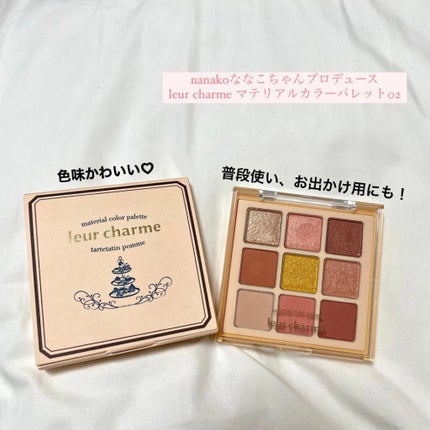 nanakoななこちゃんプロデュース
leur charme マテリアルカラーパレット02
色味かわいい♡
普段使い、お出かけ用にも！
material color palette
leur charme
tartetatin pomme
material color palette
leur charme